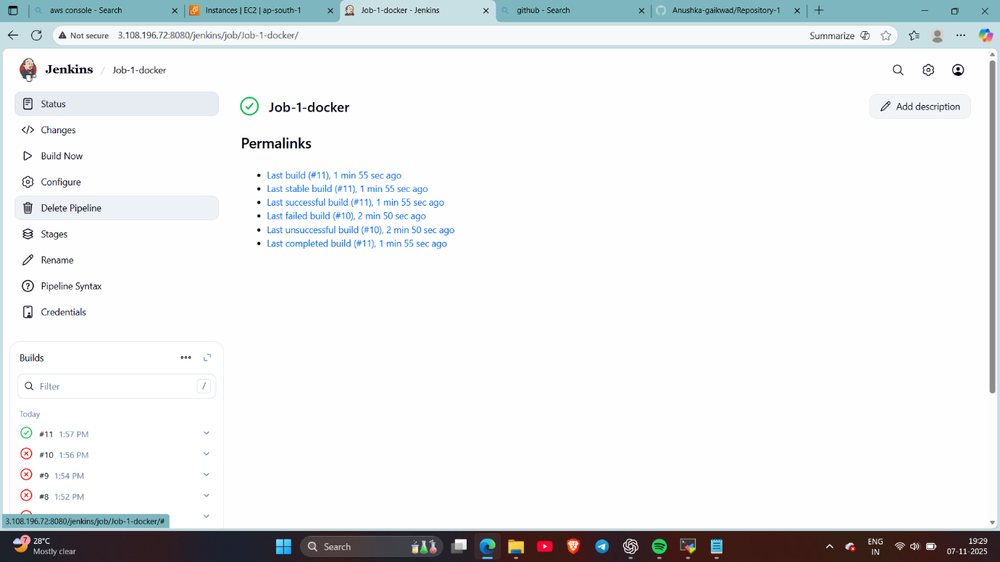 aws console - Search
Instances | EC2 | ap-south-1
Job-1-docker - Jenkins
github - Search
Anushka-gaikwad/Repository-1
Not secure 3.108.196.72:8080/jenkins/job/Job-1-docker/
Summarize
Jenkins / Job-1-docker
Status
Changes
Build Now
Configure
Delete Pipeline
Stages
Rename
Pipeline Syntax
Credentials
Job-1-docker
Add description
Permalinks
Last build (#11), 1 min 55 sec ago
Last stable build (#11), 1 min 55 sec ago
Last successful build (#11), 1 min 55 sec ago
Last failed build (#10), 2 min 50 sec ago
Last unsuccessful build (#10), 2 min 50 sec ago
Last completed build (#11), 1 min 55 sec ago
Builds
Filter /
Today
#11 1:57 PM
#10 1:56 PM
#9 1:54 PM
#8 1:52 PM
3.108.196.72:8080/jenkins/job/Job-1-docker/#
7
28°C
Mostly clear
Search
ENG
IN
19:29
07-11-2025